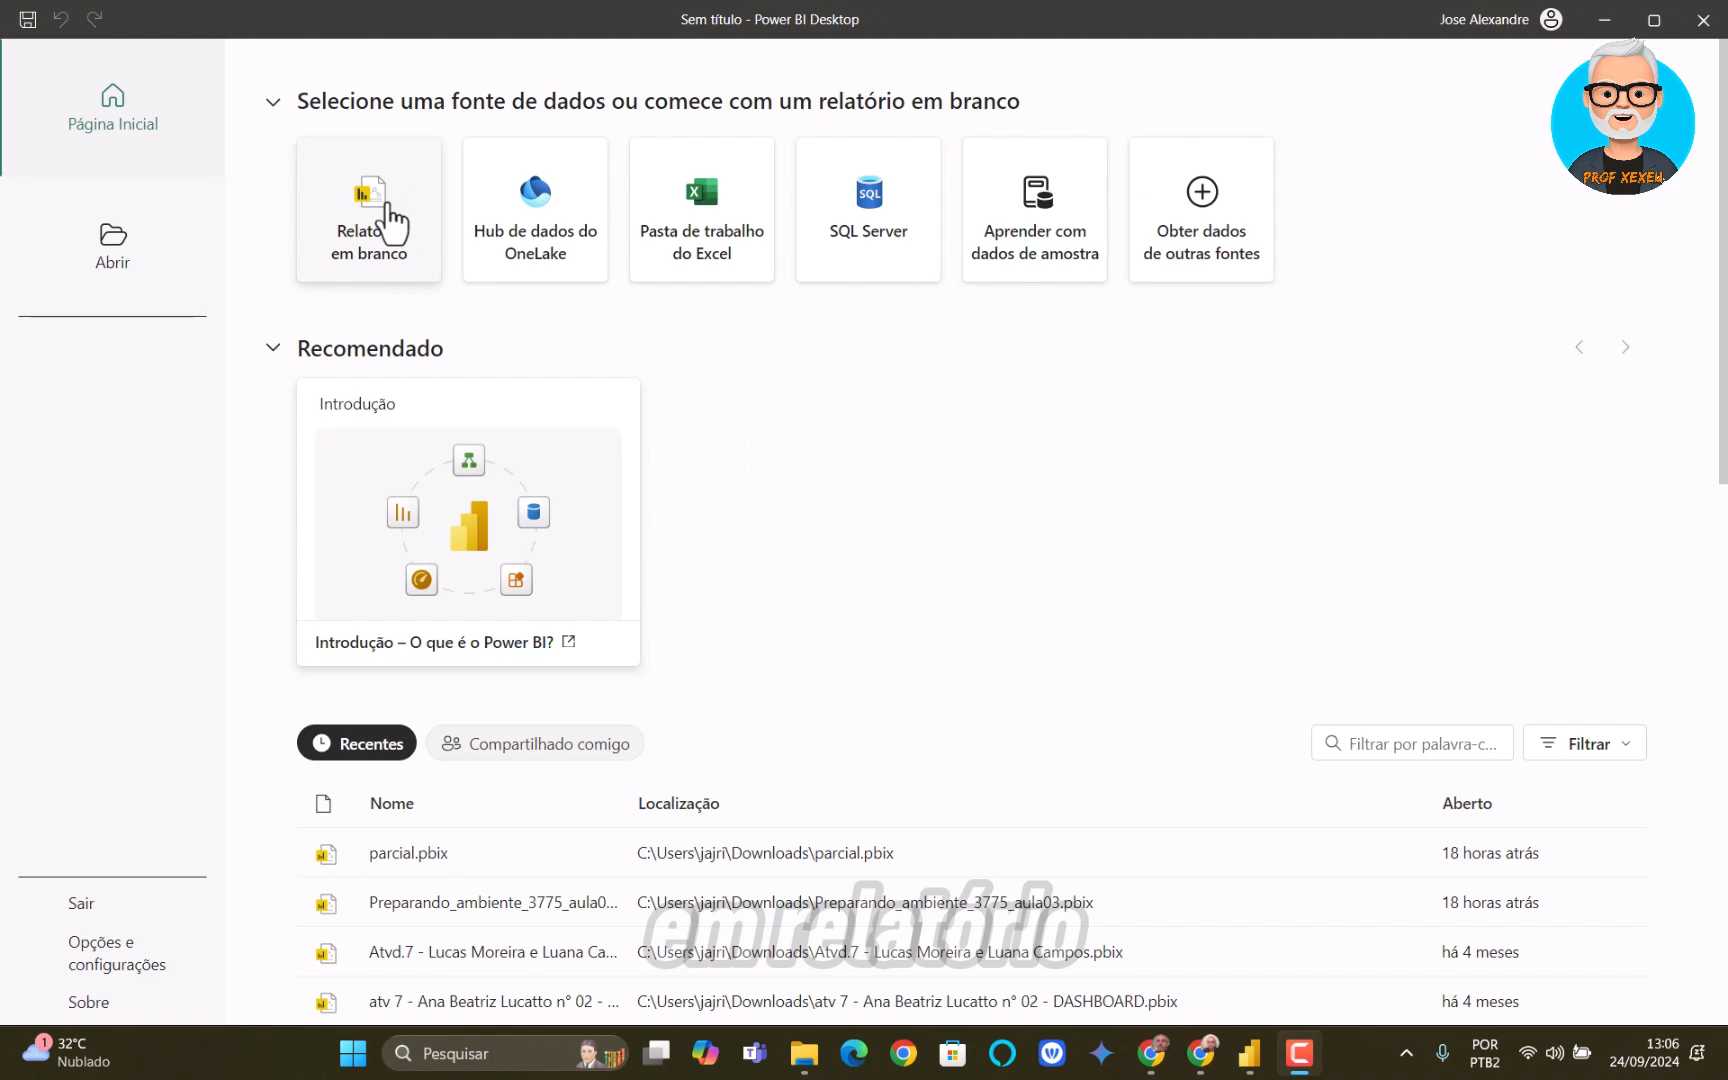 Sem título - Power BI Desktop
Jose Alexandre
PROF XEXEU
Página Inicial
Abrir
Selecione uma fonte de dados ou comece com um relatório em branco
Hub de dados do
OneLake
Pasta de trabalho
do Excel
SQL
SQL Server
Aprender com
dados de amostra
Obter dados
de outras fontes
em branco
Recomendado
Introdução
Introdução – O que é o Power BI?
Recentes
Compartilhado comigo
Filtrar por palavra-c...
Filtrar
Nome
Localização
Aberto
parcial.pbix
C:\Users\jajri\Downloads\parcial.pbix
18 horas atrás
Preparando_ambiente_3775_aula0...
C:\Users\jajri\Downloads\Preparando_ambiente_3775_aula03.pbix
18 horas atrás
em relatório
Atvd.7 - Lucas Moreira e Luana Ca...
C:\Users\jajri\Downloads\Atvd.7 - Lucas Moreira e Luana Campos.pbix
há 4 meses
atv 7 - Ana Beatriz Lucatto n° 02 - ...
C:\Users\jajri\Downloads\atv 7 - Ana Beatriz Lucatto n° 02 - DASHBOARD.pbix
há 4 meses
Sair
Opções e
configurações
Sobre
1
32°C
Nublado
Pesquisar
POR
PTB2
13:06
24/09/2024